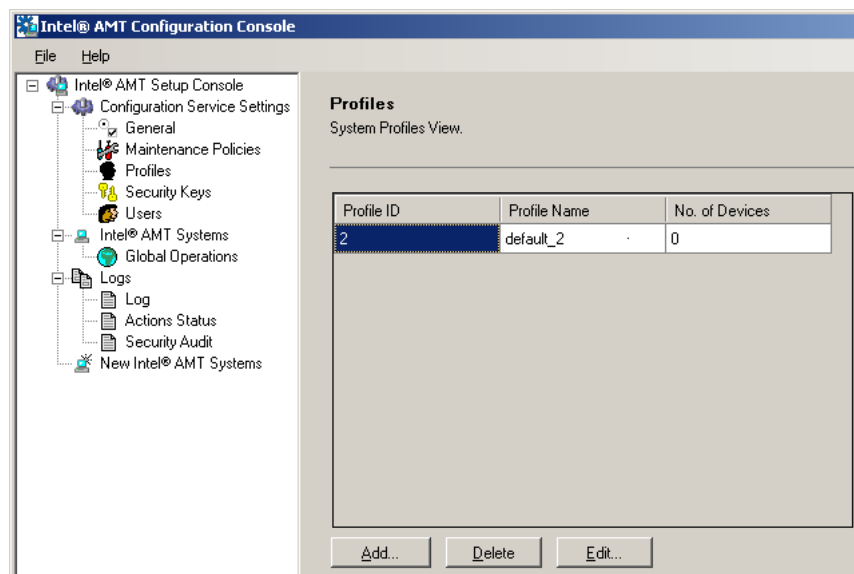 Intel® AMT Configuration Console
File Help
Intel® AMT Setup Console
Configuration Service Settings
General
Maintenance Policies
Profiles
Security Keys
Users
Intel® AMT Systems
Global Operations
Logs
Log
Actions Status
Security Audit
New Intel® AMT Systems
Profiles
System Profiles View.
Profile ID Profile Name No. of Devices
2 default_2 0
Add... Delete Edit...